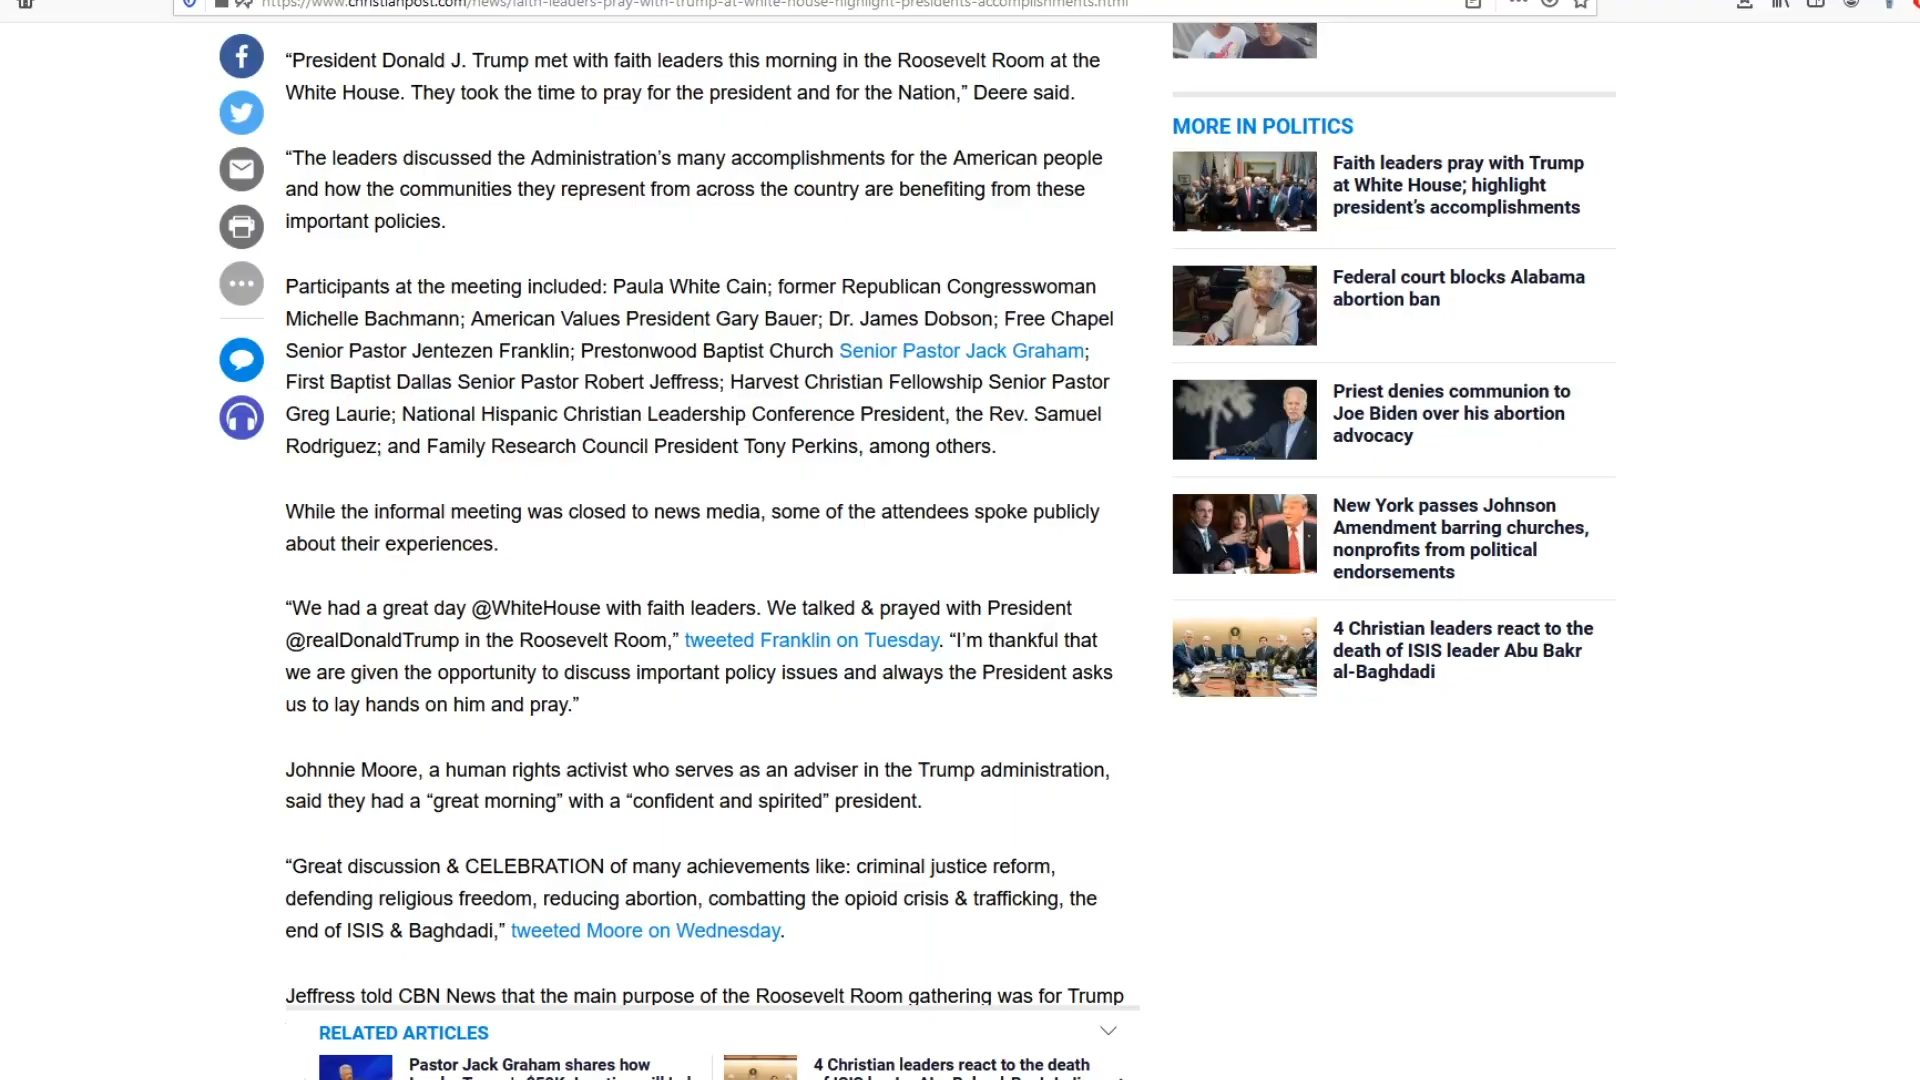 https://www.christianpost.com/news/faith-leaders-pray-with-trump-at-white-house-highlight-presidents-accomplishments.html
“President Donald J. Trump met with faith leaders this morning in the Roosevelt Room at the
White House. They took the time to pray for the president and for the Nation,” Deere said.
“The leaders discussed the Administration’s many accomplishments for the American people
and how the communities they represent from across the country are benefiting from these
important policies.
Participants at the meeting included: Paula White Cain; former Republican Congresswoman
Michelle Bachmann; American Values President Gary Bauer; Dr. James Dobson; Free Chapel
Senior Pastor Jentezen Franklin; Prestonwood Baptist Church Senior Pastor Jack Graham;
First Baptist Dallas Senior Pastor Robert Jeffress; Harvest Christian Fellowship Senior Pastor
Greg Laurie; National Hispanic Christian Leadership Conference President, the Rev. Samuel
Rodriguez; and Family Research Council President Tony Perkins, among others.
While the informal meeting was closed to news media, some of the attendees spoke publicly
about their experiences.
“We had a great day @WhiteHouse with faith leaders. We talked & prayed with President
@realDonaldTrump in the Roosevelt Room,” tweeted Franklin on Tuesday. “I’m thankful that
we are given the opportunity to discuss important policy issues and always the President asks
us to lay hands on him and pray.”
Johnnie Moore, a human rights activist who serves as an adviser in the Trump administration,
said they had a “great morning” with a “confident and spirited” president.
“Great discussion & CELEBRATION of many achievements like: criminal justice reform,
defending religious freedom, reducing abortion, combatting the opioid crisis & trafficking, the
end of ISIS & Baghdadi,” tweeted Moore on Wednesday.
Jeffress told CBN News that the main purpose of the Roosevelt Room gathering was for Trump
RELATED ARTICLES
Pastor Jack Graham shares how
4 Christian leaders react to the death
MORE IN POLITICS
Faith leaders pray with Trump
at White House; highlight
president’s accomplishments
Federal court blocks Alabama
abortion ban
Priest denies communion to
Joe Biden over his abortion
advocacy
New York passes Johnson
Amendment barring churches,
nonprofits from political
endorsements
4 Christian leaders react to the
death of ISIS leader Abu Bakr
al-Baghdadi